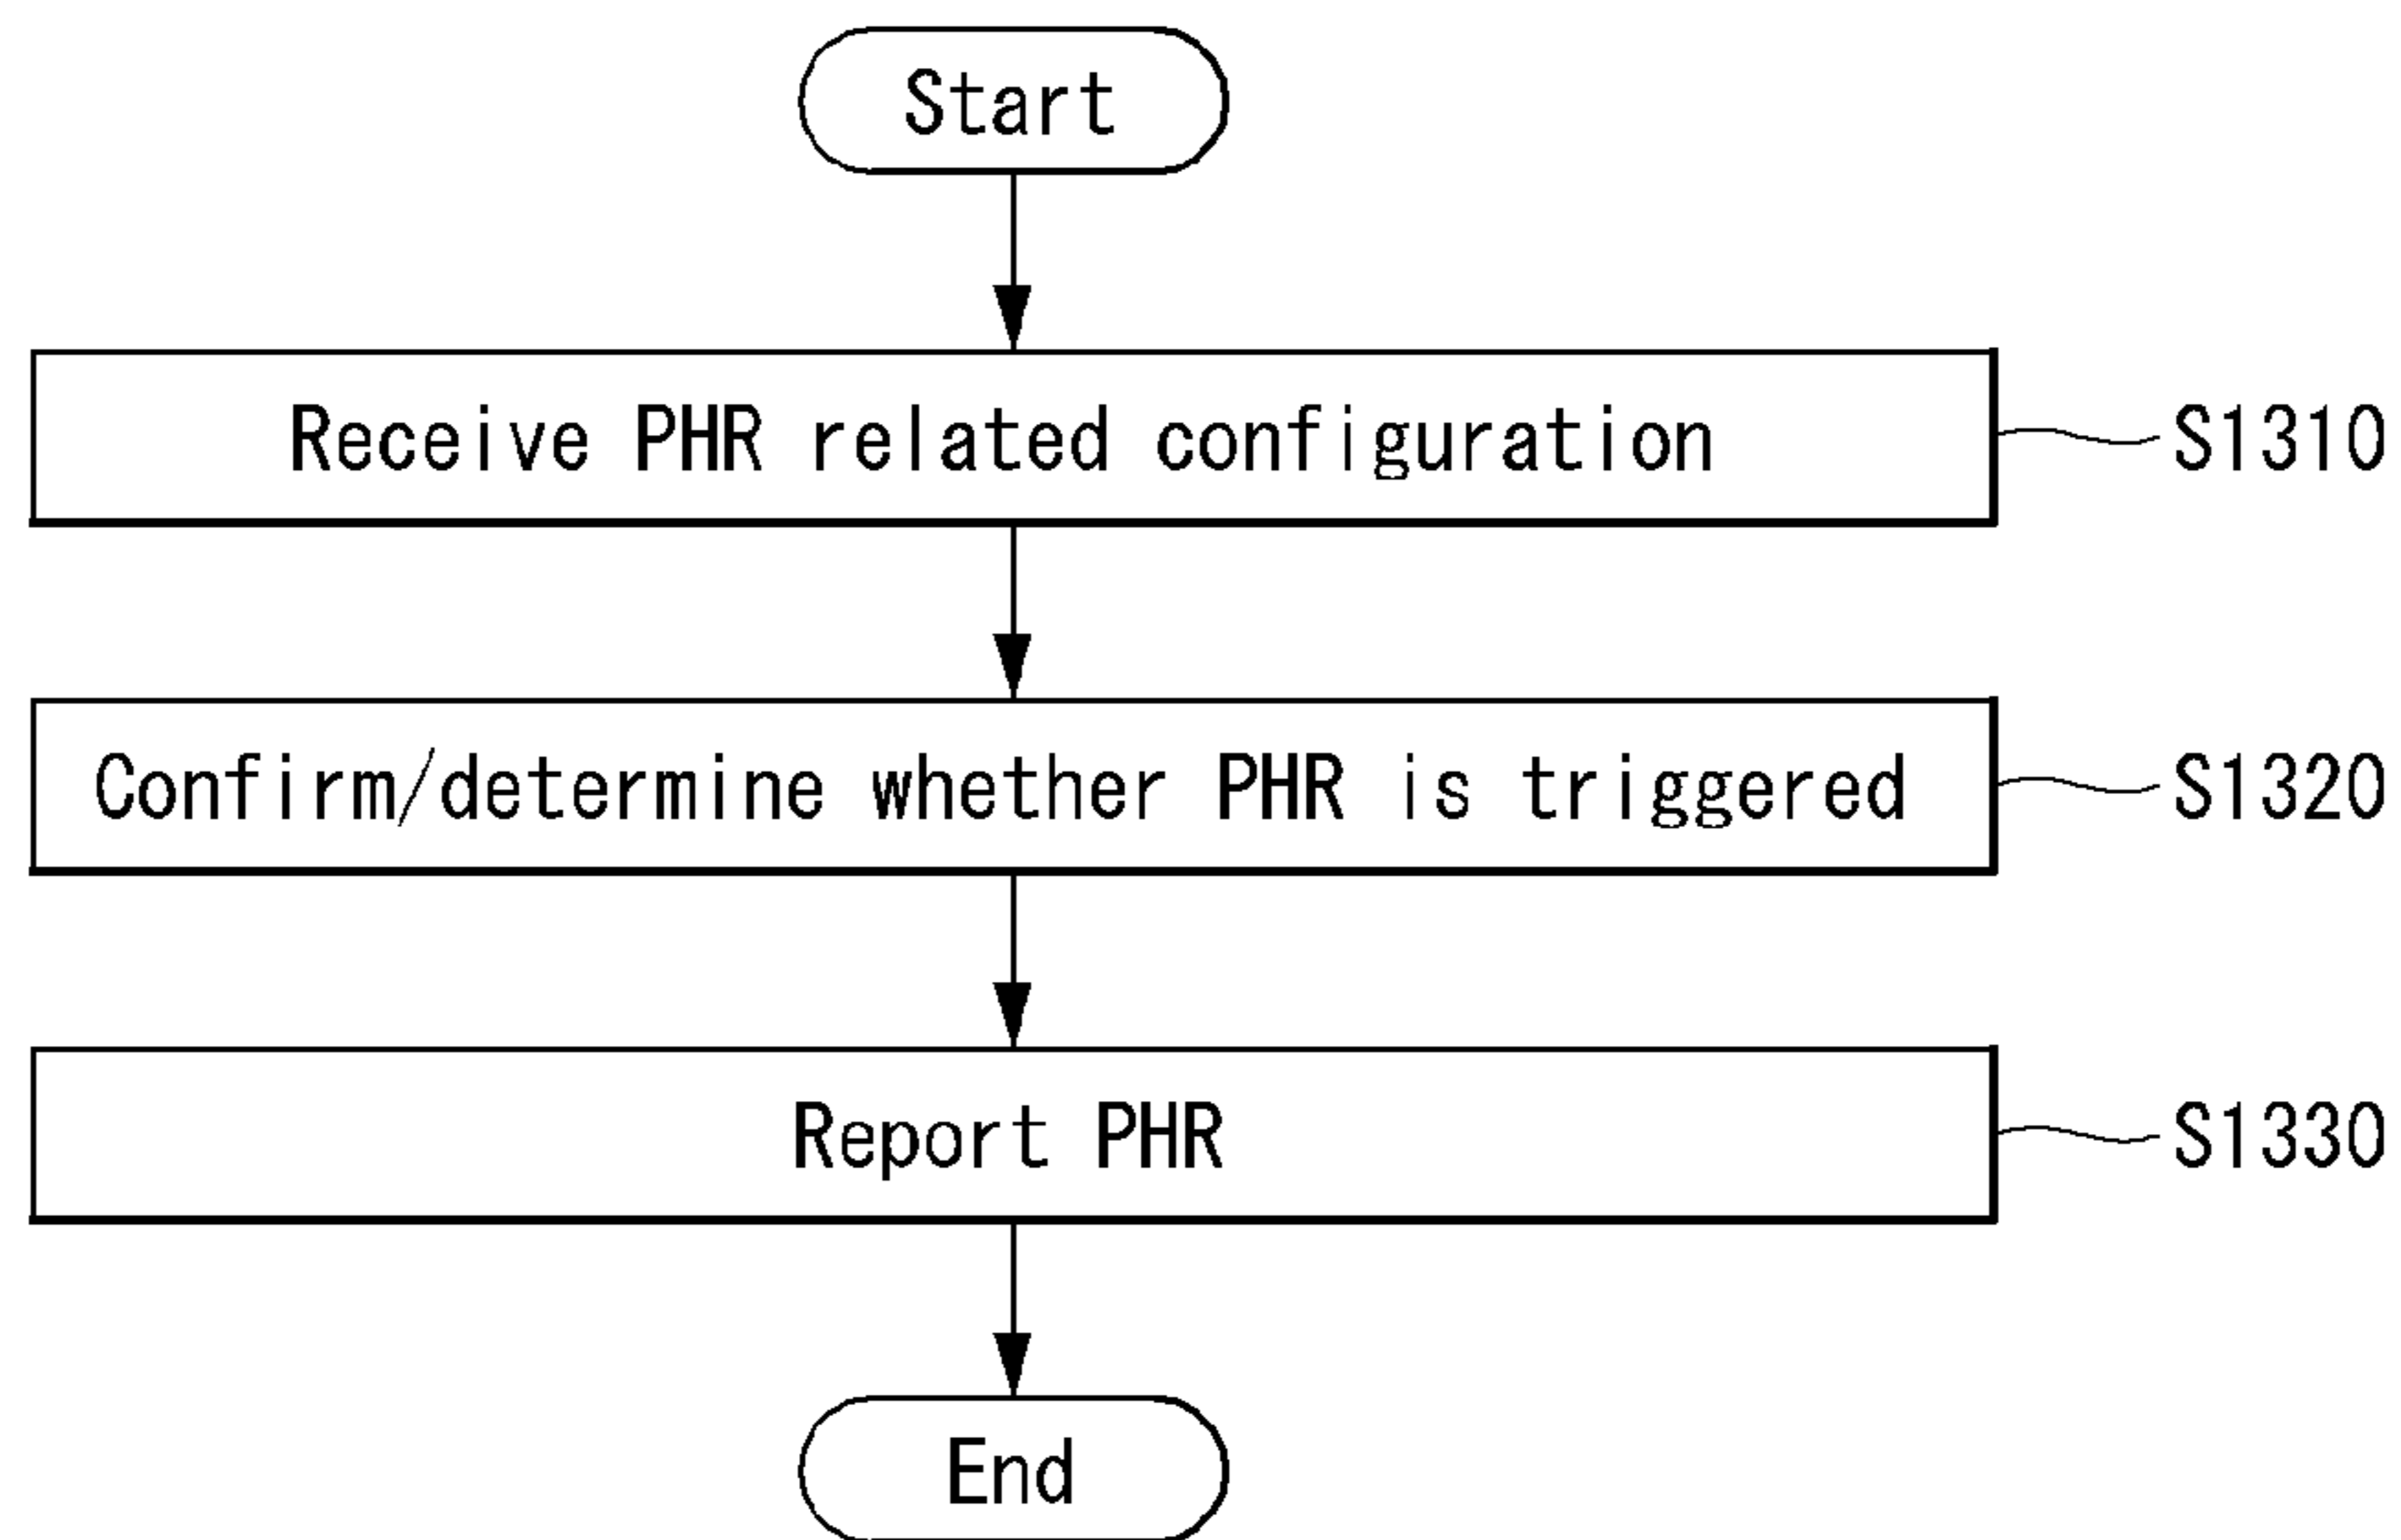 Start
Receive PHR related configuration
S1310
Confirm/determine whether PHR is triggered
S1320
Report PHR
S1330
End